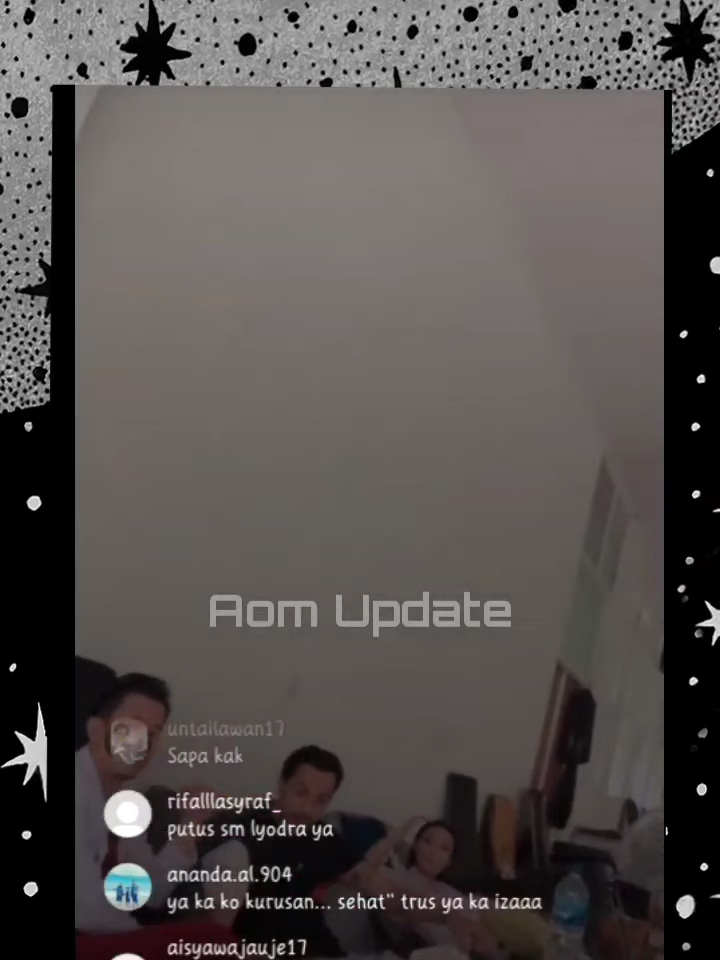 Aom Update
untailawan17
Sapa kak
rifalllasyraf_
putus sm lyodra ya
ananda.al.904
ya ka ko kurusan... sehat" trus ya ka izaaa
aisyawajauje17